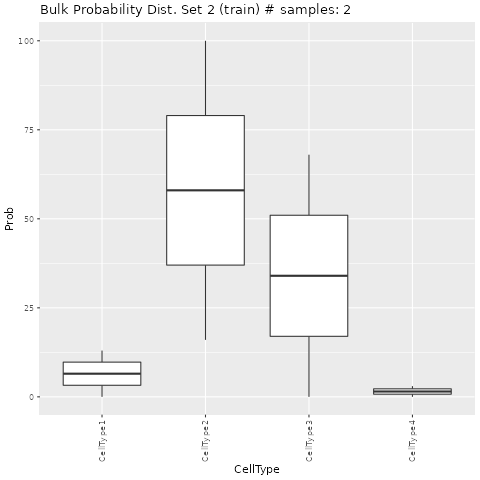 Bulk Probability Dist. Set 2 (train) # samples: 2
100
75
50
25
0
Prob
CellType1
CellType2
CellType3
CellType4
CellType